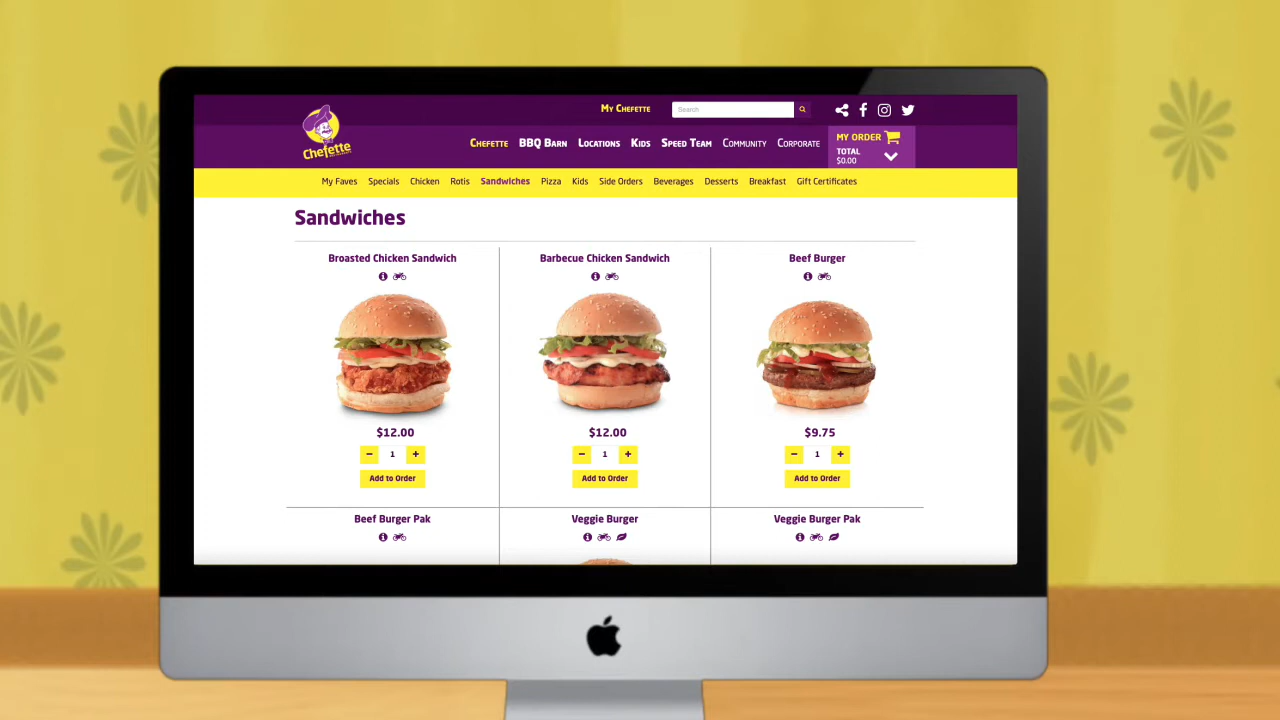 My Chefette
Search
Chefette
Chefette BBQ Barn Locations Kids Speed Team Community Corporate
MY ORDER
TOTAL
$0.00
My Faves Specials Chicken Rotis Sandwiches Pizza Kids Side Orders Beverages Desserts Breakfast Gift Certificates
Sandwiches
Broasted Chicken Sandwich Barbecue Chicken Sandwich Beef Burger
$12.00 $12.00 $9.75
− 1 + − 1 + − 1 +
Add to Order Add to Order Add to Order
Beef Burger Pak Veggie Burger Veggie Burger Pak